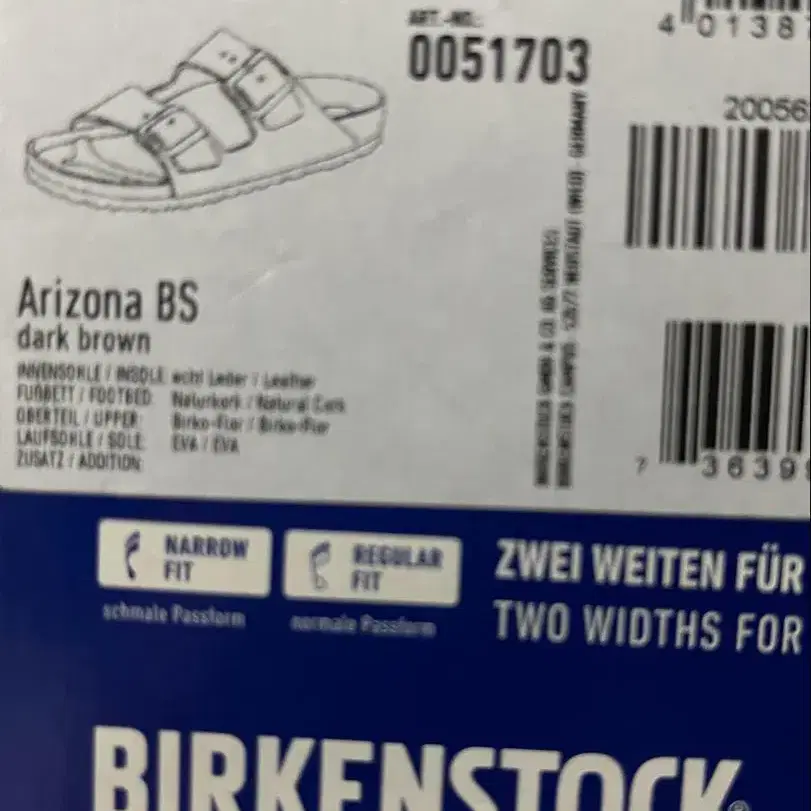 ART.-NO.:
0051703
4 0138
20056
Arizona BS
dark brown
INNENSOHLE / INSOLE: echt Leder / Leather
FUßBETT / FOOTBED: Naturkork / Natural Cork
OBERTEIL / UPPER: Birko-Flor / Birko-Flor
LAUFSOHLE / SOLE: EVA / EVA
ZUSATZ / ADDITION:
7 36399
NARROW
FIT
schmale Passform
REGULAR
FIT
normale Passform
ZWEI WEITEN FÜR
TWO WIDTHS FOR
BIRKENSTOCK®